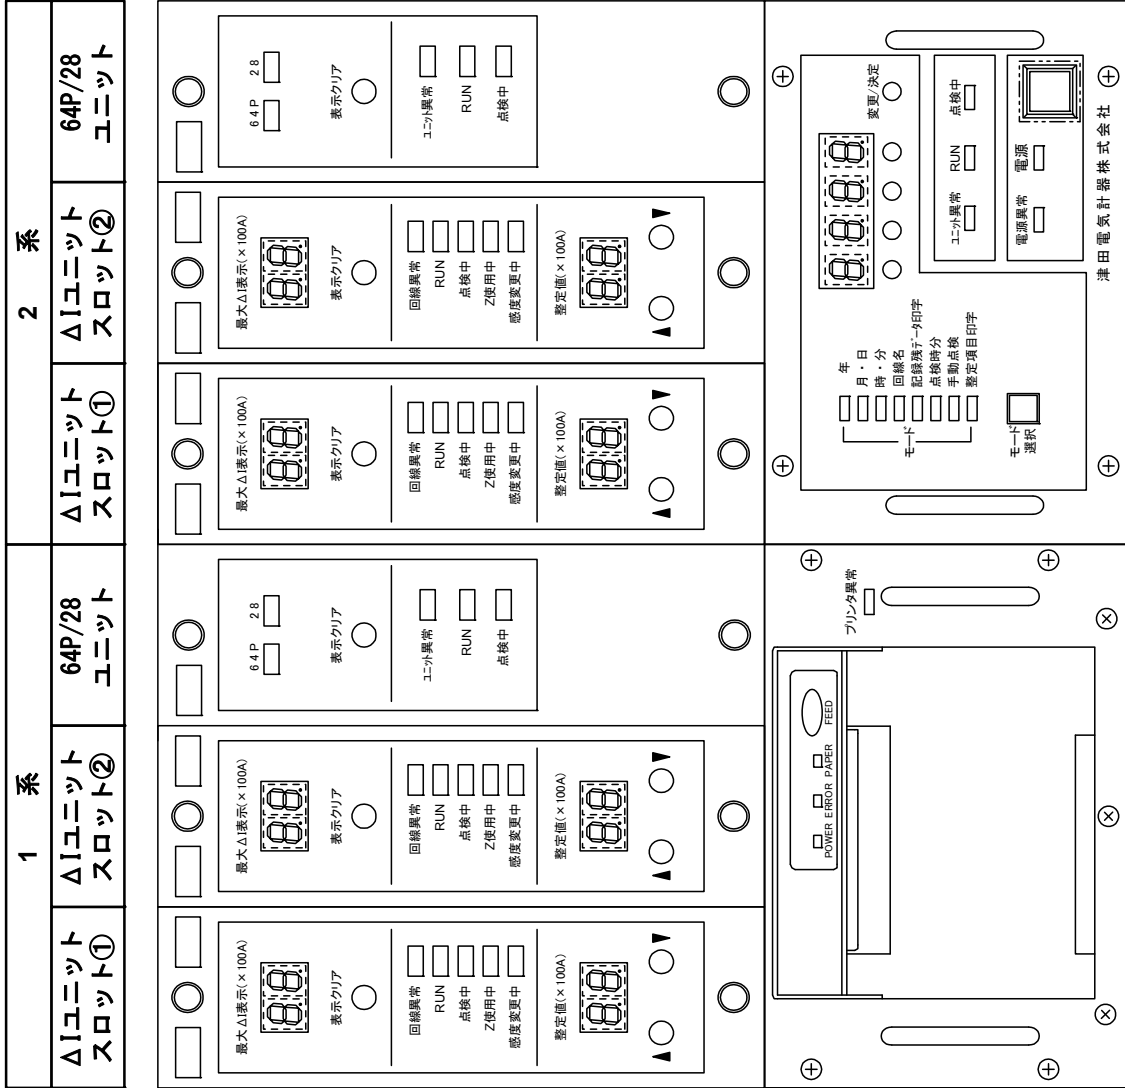 1 系
2 系
ΔIユニット
スロット①
ΔIユニット
スロット②
64P/28
ユニット
ΔIユニット
スロット①
ΔIユニット
スロット②
64P/28
ユニット
最大ΔI表示(×100A)
表示クリア
回線異常
RUN
点検中
Z使用中
感度変更中
整定値(×100A)
最大ΔI表示(×100A)
表示クリア
回線異常
RUN
点検中
Z使用中
感度変更中
整定値(×100A)
64P
28
表示クリア
ユニット異常
RUN
点検中
最大ΔI表示(×100A)
表示クリア
回線異常
RUN
点検中
Z使用中
感度変更中
整定値(×100A)
最大ΔI表示(×100A)
表示クリア
回線異常
RUN
点検中
Z使用中
感度変更中
整定値(×100A)
64P
28
表示クリア
ユニット異常
RUN
点検中
POWER ERROR PAPER FEED
プリンタ異常
年
月・日
時・分
回線名
記録残データ印字
点検時分
手動点検
整定項目印字
モード
モード
選択
変更/決定
ユニット異常
RUN
点検中
電源異常
電源
津田電気計器株式会社